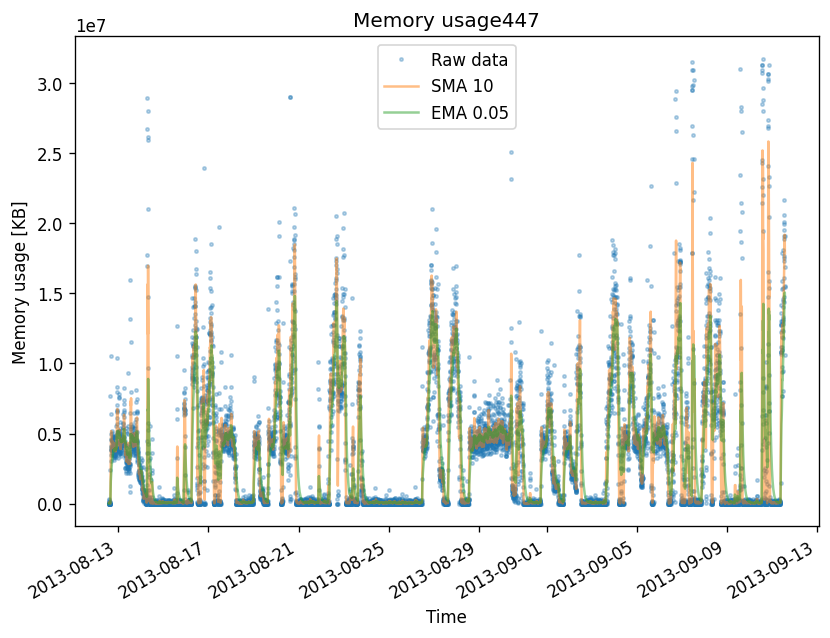 Memory usage447
1e7
Raw data
SMA 10
EMA 0.05
3.0
2.5
2.0
1.5
1.0
0.5
0.0
Memory usage [KB]
2013-08-13
2013-08-17
2013-08-21
2013-08-25
2013-08-29
2013-09-01
2013-09-05
2013-09-09
2013-09-13
Time